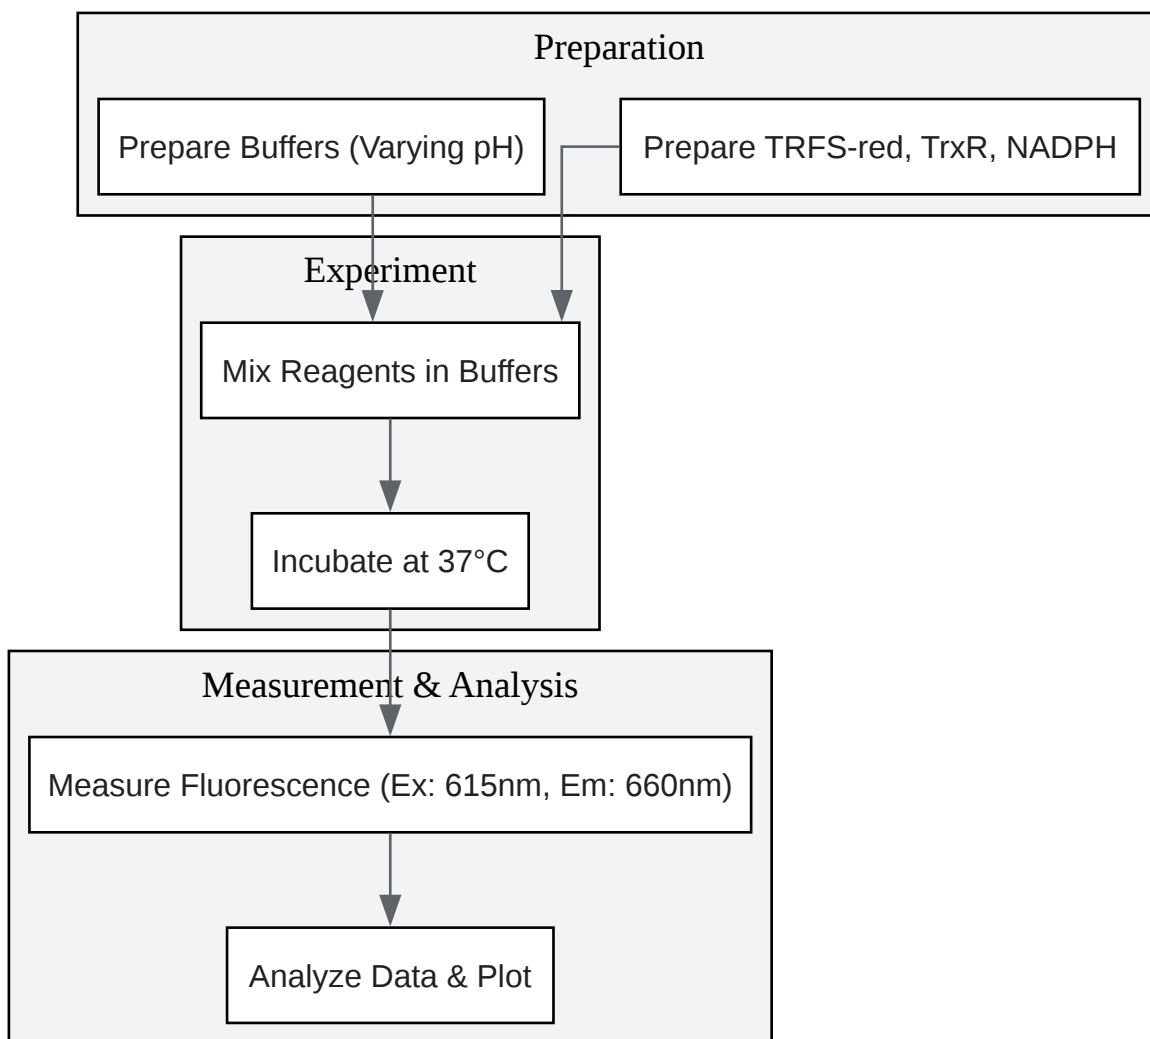 Preparation
Prepare Buffers (Varying pH)
Prepare TRFS-red, TrxR, NADPH
Experiment
Mix Reagents in Buffers
Incubate at 37°C
Measurement & Analysis
Measure Fluorescence (Ex: 615nm, Em: 660nm)
Analyze Data & Plot